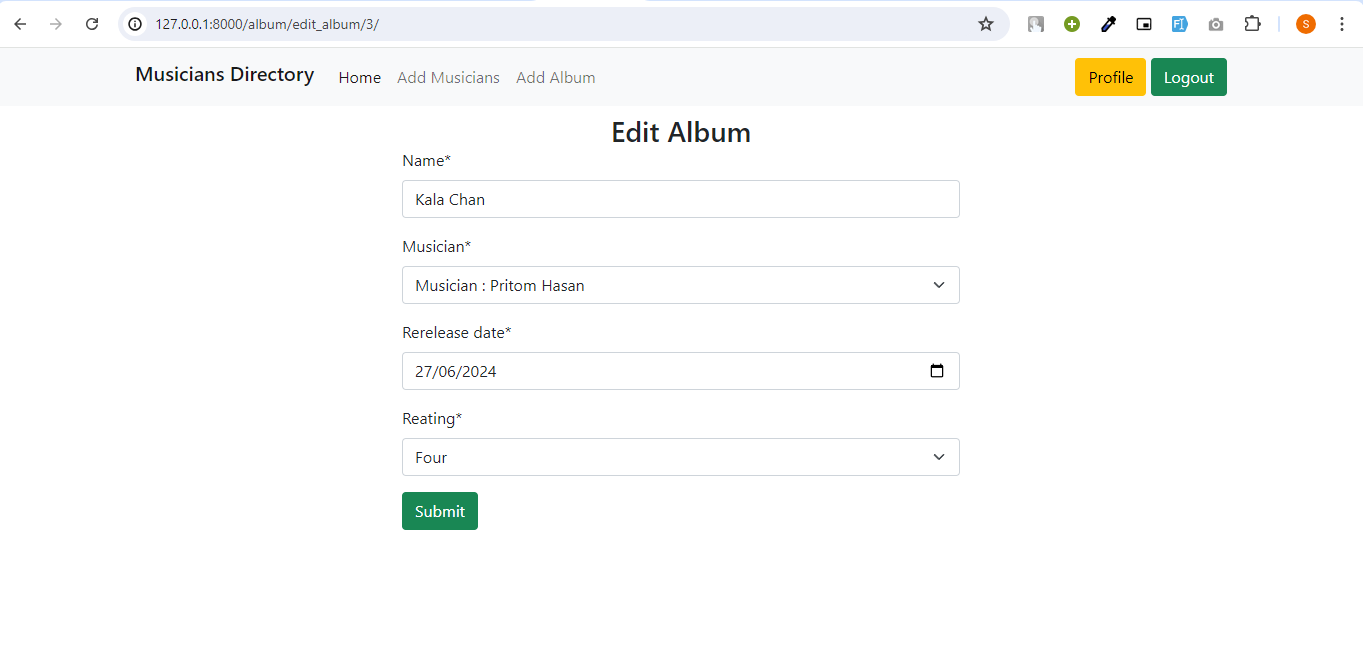 127.0.0.1:8000/album/edit_album/3/
S
Musicians Directory Home Add Musicians Add Album Profile Logout
Edit Album
Name*
Kala Chan
Musician*
Musician : Pritom Hasan
Rerelease date*
27/06/2024
Reating*
Four
Submit